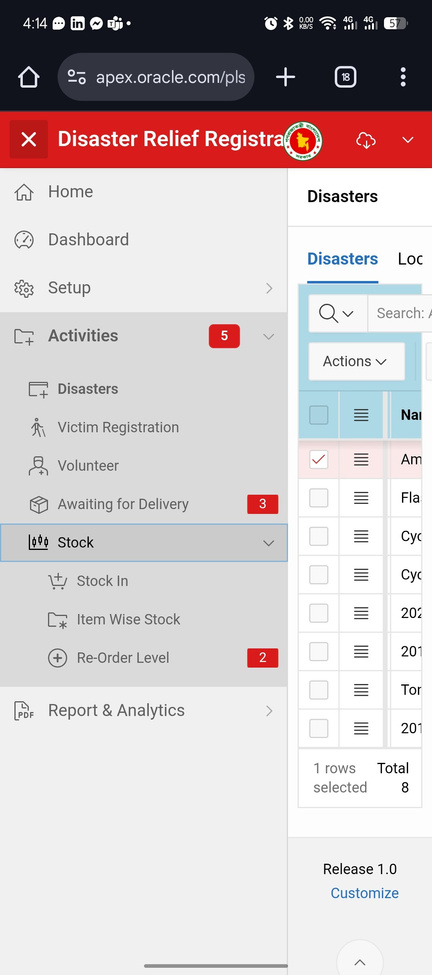 4:14
0.00
KB/S
4G
4G
57
apex.oracle.com/pls
18
Disaster Relief Registra
Home
Dashboard
Setup
Activities 5
Disasters
Victim Registration
Volunteer
Awaiting for Delivery 3
Stock
Stock In
Item Wise Stock
Re-Order Level 2
PDF
Report & Analytics
Disasters
Disasters Loc
Search: A
Actions
Nar
Am
Fla
Cyc
Cyc
202
201
Tor
201
1 rows
selected
Total
8
Release 1.0
Customize